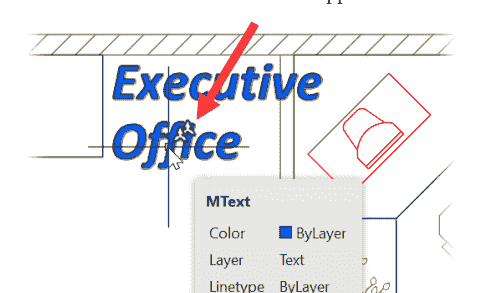 Executive
Office
MText
Color ByLayer
Layer Text
Linetype ByLayer